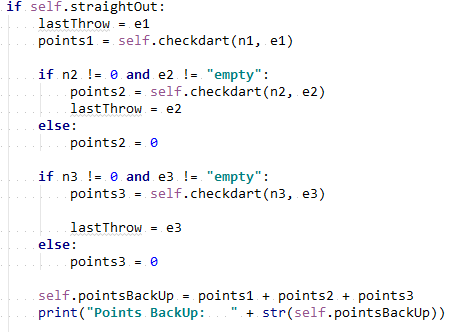 if self.straightOut:
    lastThrow = e1
    points1 = self.checkdart(n1, e1)

    if n2 != 0 and e2 != "empty":
        points2 = self.checkdart(n2, e2)
        lastThrow = e2
    else:
        points2 = 0

    if n3 != 0 and e3 != "empty":
        points3 = self.checkdart(n3, e3)

        lastThrow = e3
    else:
        points3 = 0

    self.pointsBackUp = points1 + points2 + points3
    print("Points BackUp:   " + str(self.pointsBackUp))